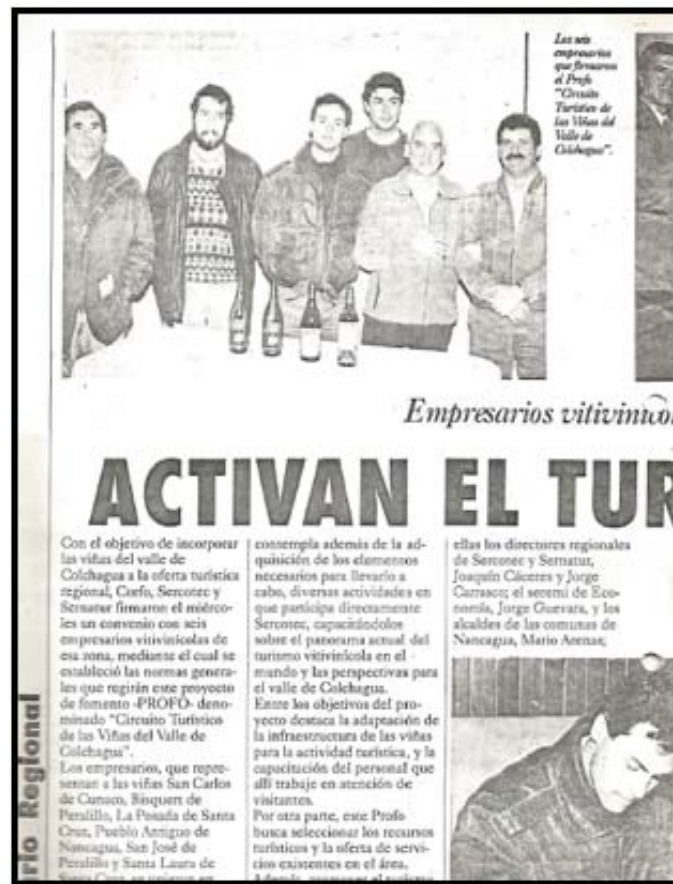 Los seis
empresarios
que firmaron
el Profo
"Circuito
Turístico de
las Viñas del
Valle de
Colchagua".
Empresarios vitivinícol
ACTIVAN EL TUR
Con el objetivo de incorporar
las viñas del valle de
Colchagua a la oferta turística
regional, Corfo, Sercotec y
Sernatur firmaron el miérco-
les un convenio con seis
empresarios vitivinícolas de
esa zona, mediante el cual se
estableció las normas genera-
les que regirán este proyecto
de fomento -PROFO- deno-
minado "Circuito Turístico
de las Viñas del Valle de
Colchagua".
Los empresarios, que repre-
sentan a las viñas San Carlos
de Cunaco, Bisquert de
Peralillo, La Posada de Santa
Cruz, Pueblo Antiguo de
Nancagua, San José de
Peralillo y Santa Laura de
Santa Cruz, se unieron en
contempla además de la ad-
quisición de los elementos
necesarios para llevarlo a
cabo, diversas actividades en
que participa directamente
Sercotec, capacitándolos
sobre el panorama actual del
turismo vitivinícola en el
mundo y las perspectivas para
el valle de Colchagua.
Entre los objetivos del pro-
yecto destaca la adaptación de
la infraestructura de las viñas
para la actividad turística, y la
capacitación del personal que
allí trabaja en atención de
visitantes.
Por otra parte, este Profo
busca seleccionar los recursos
turísticos y la oferta de servi-
cios existentes en el área.
Además, promover el turismo
ellas los directores regionales
de Sercotec y Sernatur,
Joaquín Cáceres y Jorge
Carrasco; el seremi de Eco-
nomía, Jorge Guevara, y los
alcaldes de las comunas de
Nancagua, Mario Arenas;
rio Regional